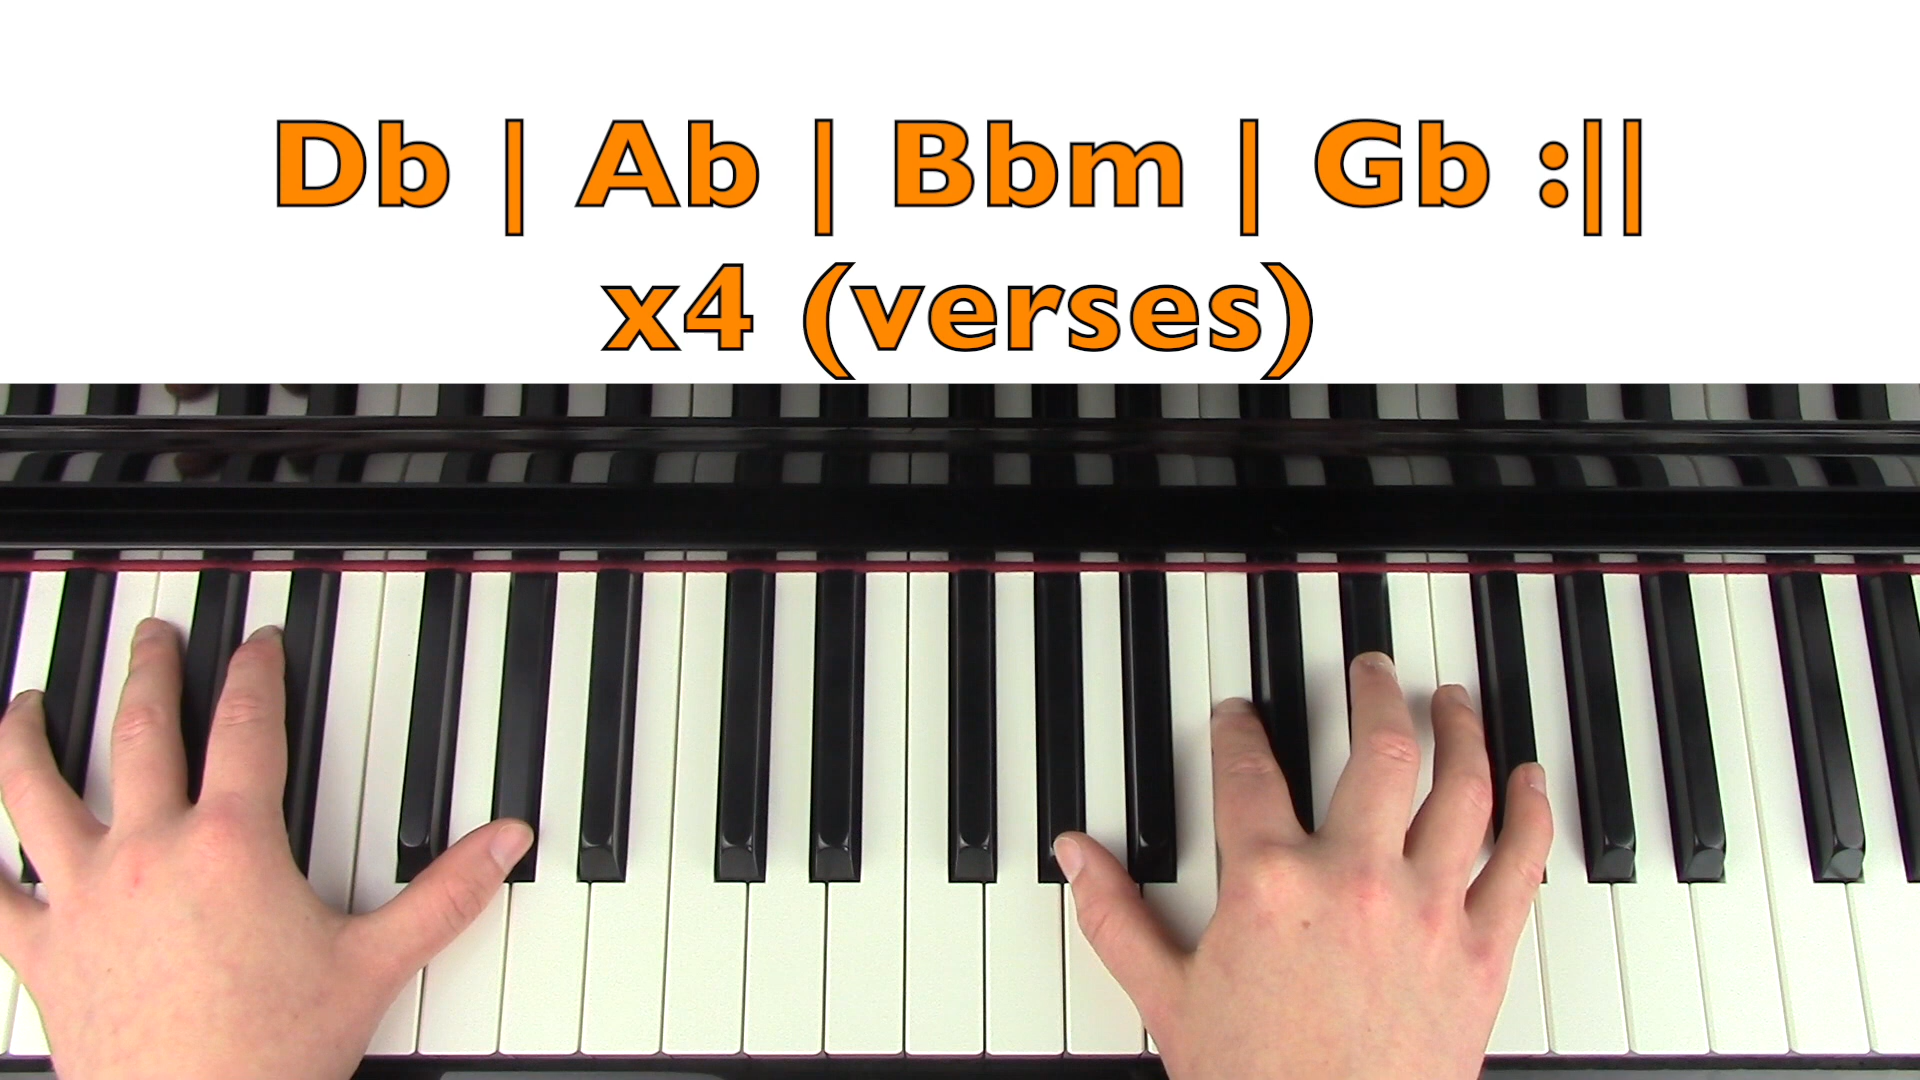 Db | Ab | Bbm | Gb :||
x4 (verses)